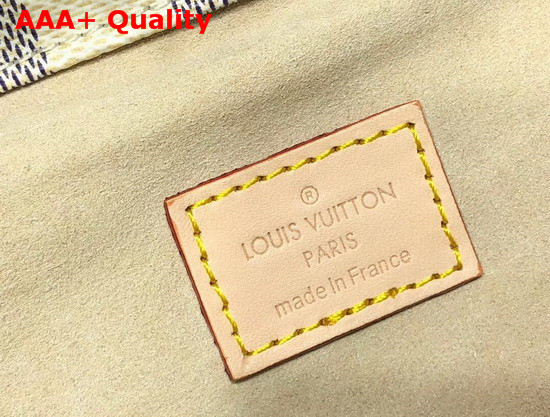 AAA+ Quality
®
LOUIS VUITTON
PARIS
made in France